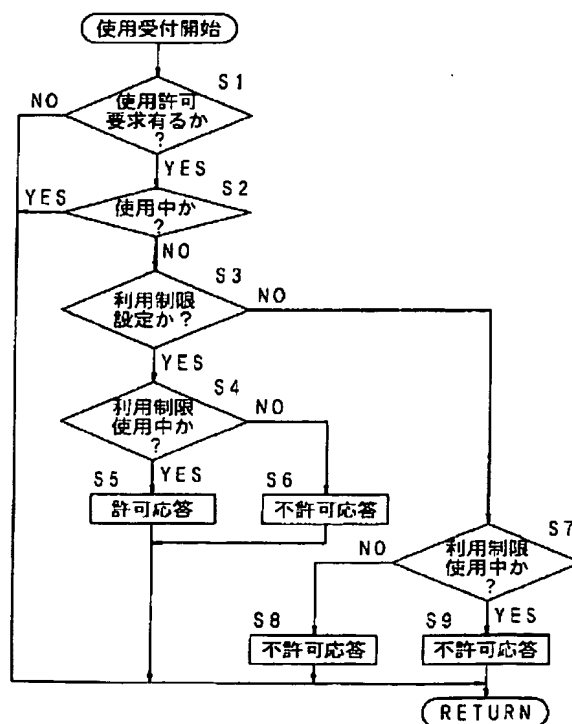 使用受付開始
S1
NO
使用許可
要求有るか
?
YES
S2
YES
使用中か
?
NO
S3
利用制限
設定か?
NO
YES
S4
利用制限
使用中か
?
NO
S5
YES
S6
許可応答
不許可応答
S7
NO
利用制限
使用中か
?
S8
S9
YES
不許可応答
不許可応答
RETURN